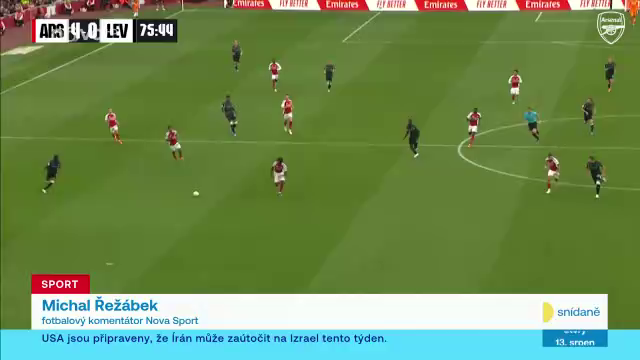 ARS 4 0 LEV 75:44
Emirates FLY BETTER
Emirates FLY BETTER
Emirates
Arsenal
SPORT
Michal Řežábek
fotbalový komentátor Nova Sport
snídaně
USA jsou připraveny, že Írán může zaútočit na Izrael tento týden.
13. srpen